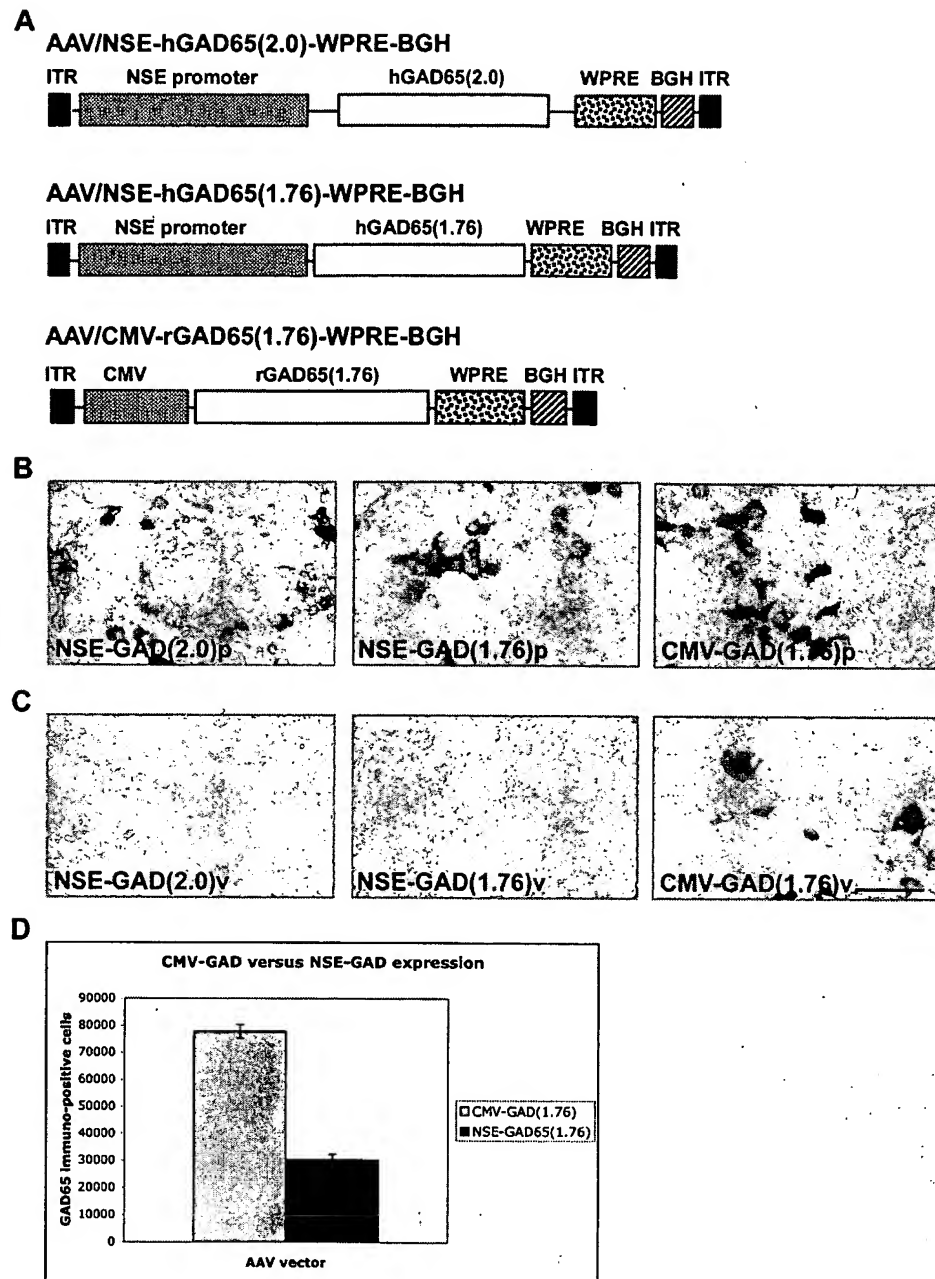 A
AAV/NSE-hGAD65(2.0)-WPRE-BGH
ITR NSE promoter hGAD65(2.0) WPRE BGH ITR
AAV/NSE-hGAD65(1.76)-WPRE-BGH
ITR NSE promoter hGAD65(1.76) WPRE BGH ITR
AAV/CMV-rGAD65(1.76)-WPRE-BGH
ITR CMV rGAD65(1.76) WPRE BGH ITR
B
NSE-GAD(2.0)p NSE-GAD(1.76)p CMV-GAD(1.76)p
C
NSE-GAD(2.0)v NSE-GAD(1.76)v CMV-GAD(1.76)v
D
CMV-GAD versus NSE-GAD expression
GAD65 immuno-positive cells
90000
80000
70000
60000
50000
40000
30000
20000
10000
0
AAV vector
CMV-GAD(1.76)
NSE-GAD65(1.76)